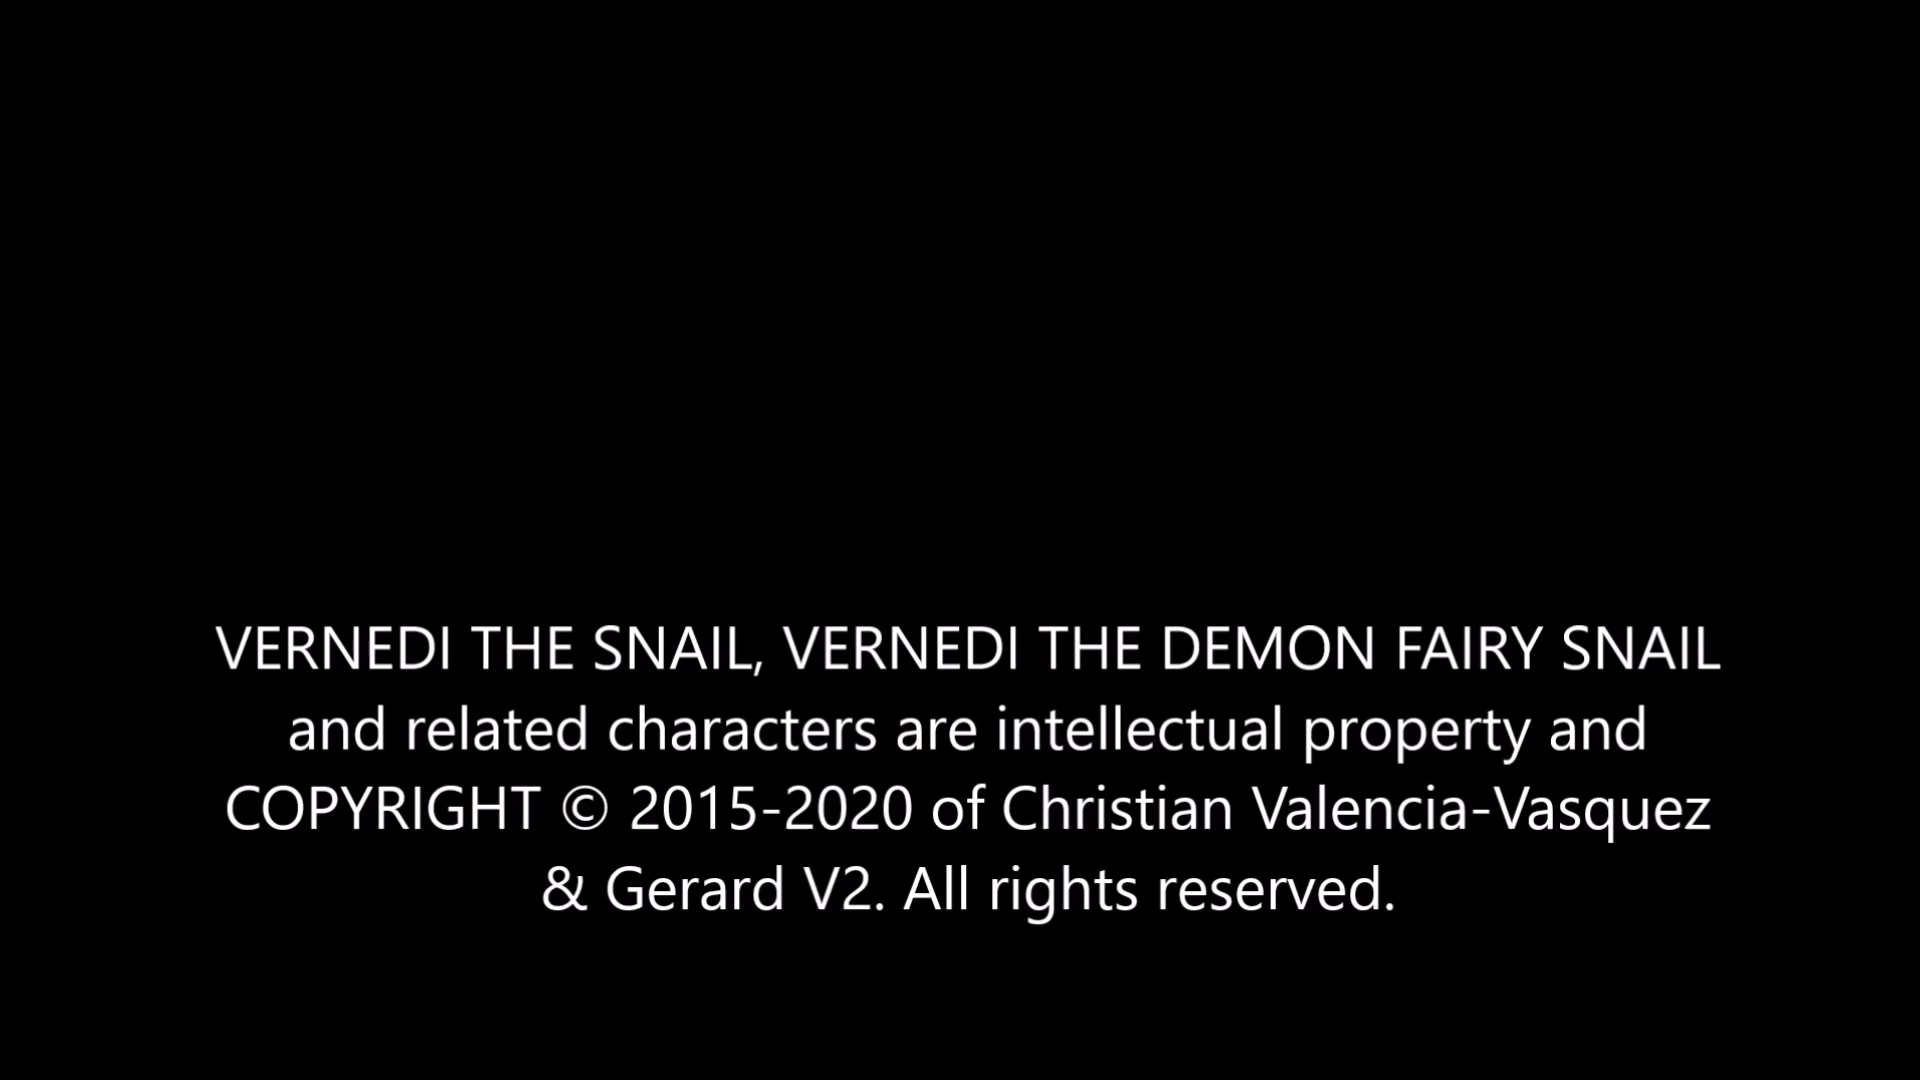 VERNEDI THE SNAIL, VERNEDI THE DEMON FAIRY SNAIL
and related characters are intellectual property and
COPYRIGHT © 2015-2020 of Christian Valencia-Vasquez
& Gerard V2. All rights reserved.